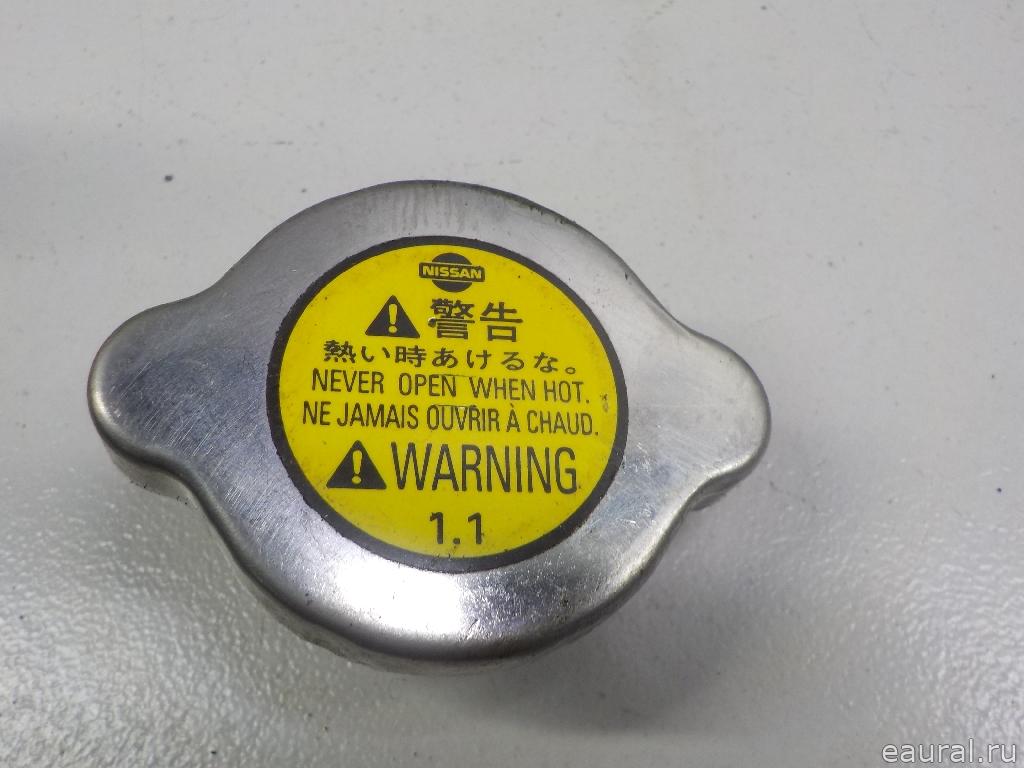 NISSAN
警告
熱い時あけるな。
NEVER OPEN WHEN HOT.
NE JAMAIS OUVRIR À CHAUD.
WARNING
1.1
eaural.ru